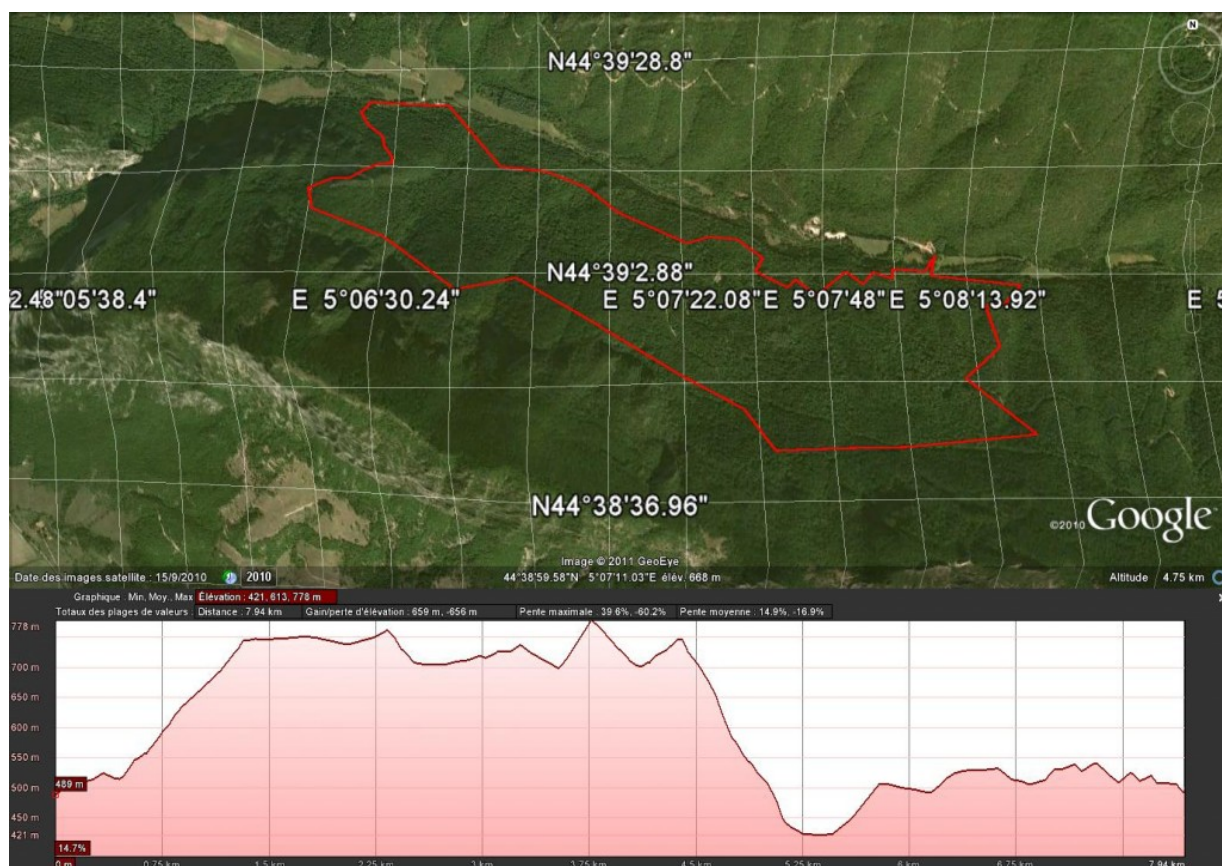 N
N44°39'28.8"
N44°39'2.88"
2.48"05'38.4" E 5°06'30.24" E 5°07'22.08" E 5°07'48" E 5°08'13.92" E 5
N44°38'36.96"
©2010 Google
Image © 2011 GeoEye
Date des images satellite : 15/9/2010 2010 44°38'59.58"N 5°07'11.03"E élév. 668 m Altitude 4.75 km
Graphique : Min, Moy., Max Élévation : 421, 613, 778 m
Totaux des plages de valeurs : Distance : 7.94 km Gain/perte d'élévation : 659 m, -656 m Pente maximale : 39.6%, -60.2% Pente moyenne : 14.9%, -16.9%
778 m
700 m
650 m
600 m
550 m
500 m
489 m
450 m
421 m
14.7%
0 m 0.75 km 1.5 km 2.25 km 3 km 3.75 km 4.5 km 5.25 km 6 km 6.75 km 7.94 km